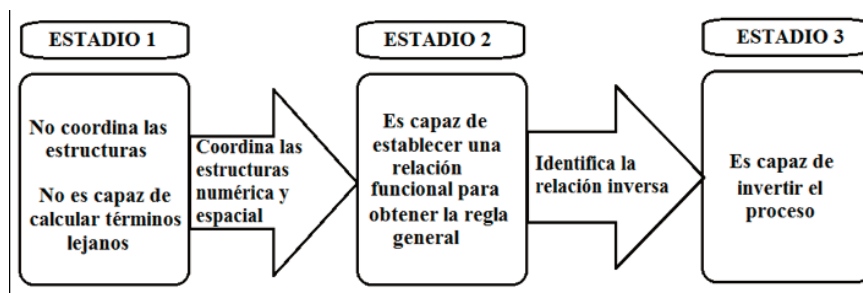 ESTADIO 1
No coordina las
estructuras
No es capaz de
calcular términos
lejanos
Coordina las
estructuras
numérica y
espacial
ESTADIO 2
Es capaz de
establecer una
relación
funcional para
obtener la regla
general
Identifica la
relación inversa
ESTADIO 3
Es capaz de
invertir el
proceso